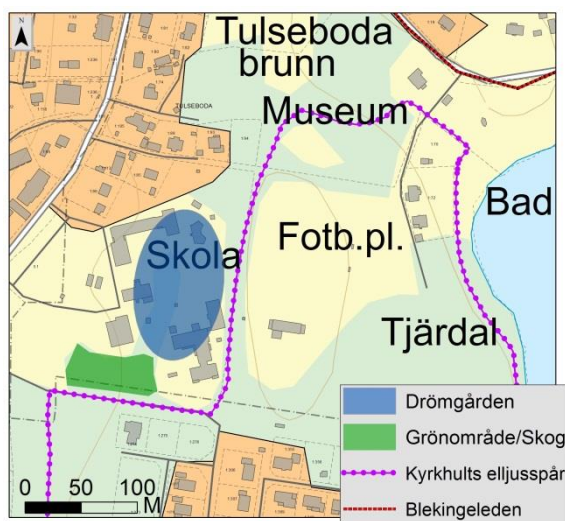 N
Tulseboda
brunn
Museum
TULSEBODA
Bad
Skola
Fotb.pl.
Tjärdal
Drömgården
Grönområde/Skog
Kyrkhults elljusspår
Blekingeleden
0 50 100
M